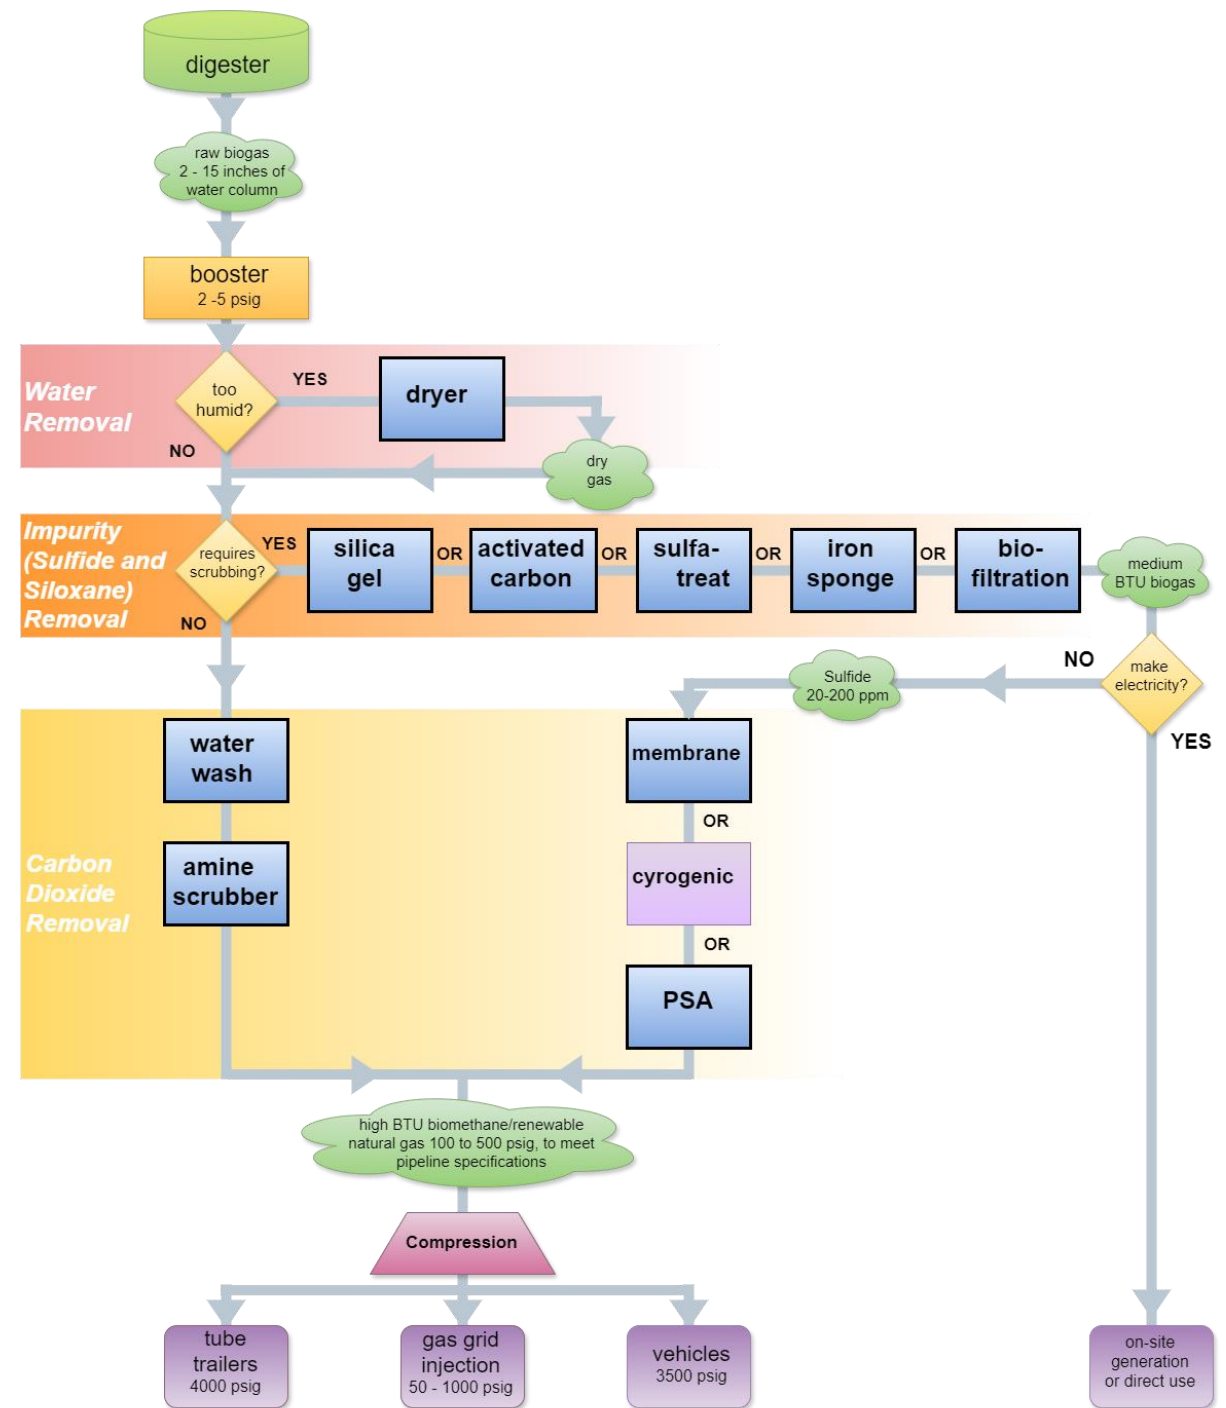 digester
raw biogas
2 - 15 inches of
water column
booster
2 -5 psig
Water
Removal
too
humid?
YES
dryer
NO
dry
gas
Impurity
(Sulfide and
Siloxane)
Removal
requires
scrubbing?
YES
silica
gel
OR
activated
carbon
OR
sulfa-
treat
OR
iron
sponge
OR
bio-
filtration
medium
BTU biogas
NO
make
electricity?
NO
YES
Sulfide
20-200 ppm
Carbon
Dioxide
Removal
water
wash
amine
scrubber
membrane
OR
cyrogenic
OR
PSA
high BTU biomethane/renewable
natural gas 100 to 500 psig, to meet
pipeline specifications
Compression
tube
trailers
4000 psig
gas grid
injection
50 - 1000 psig
vehicles
3500 psig
on-site
generation
or direct use